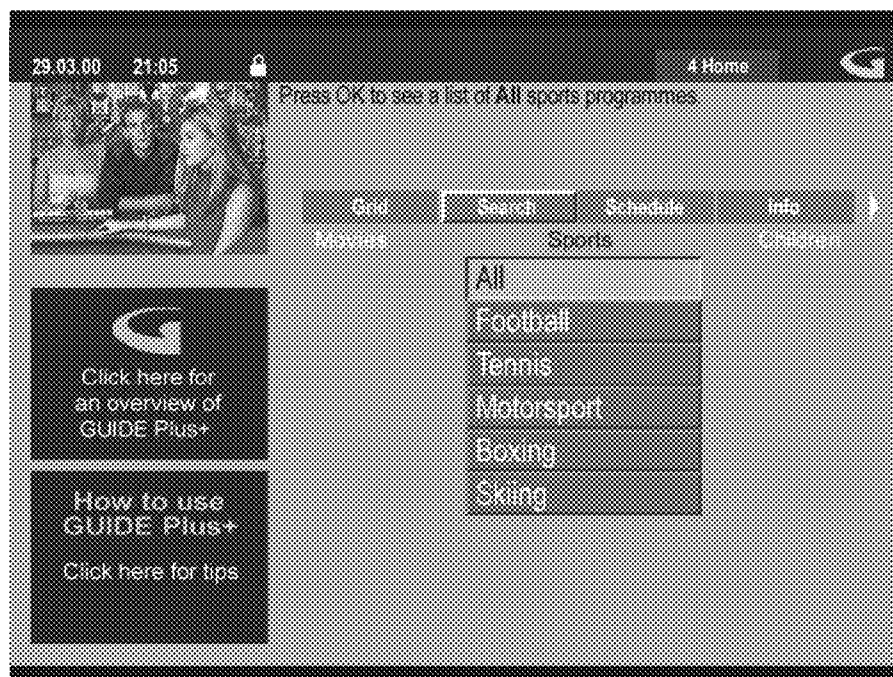 29.03.00 21:05 4 Home
Press OK to see a list of All sports programmes
Grid Search Schedule Info
Movies Sports Children
All
Football
Tennis
Motorsport
Boxing
Skiing
Click here for
an overview of
GUIDE Plus+
How to use
GUIDE Plus+
Click here for tips